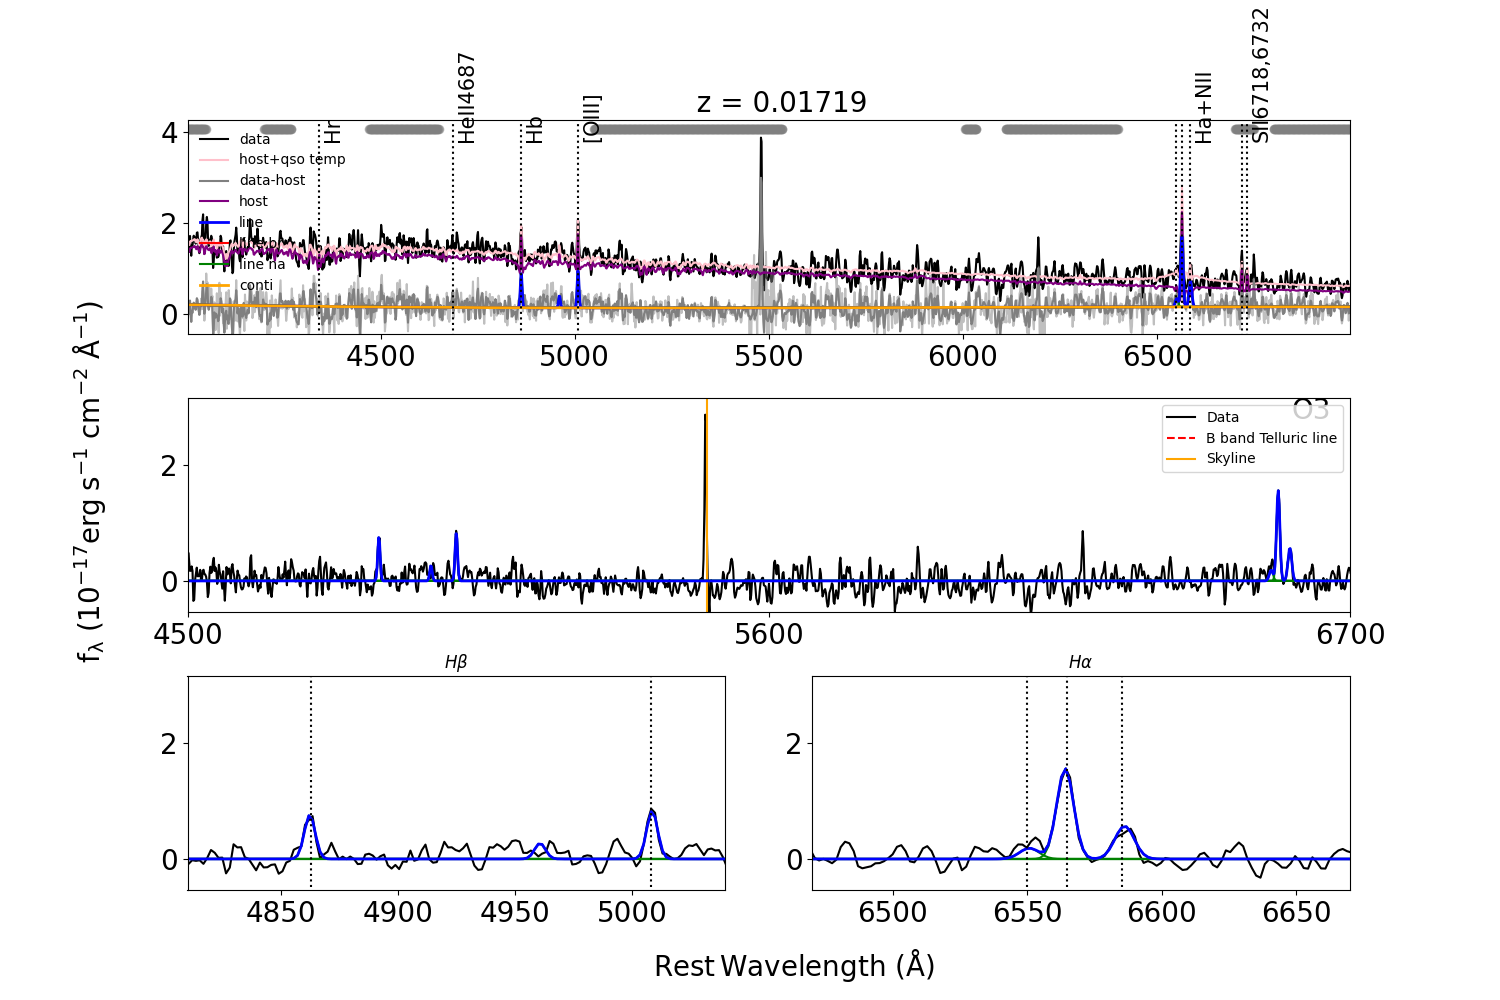 z = 0.01719
Hr
HeII4687
Hb
[OIII]
Ha+NII
SII6718,6732
data
host+qso temp
data-host
host
line
line br
line na
conti
4
2
0
4500
5000
5500
6000
6500
O3
Data
B band Telluric line
Skyline
2
0
4500
5600
6700
fλ (10⁻¹⁷erg s⁻¹ cm⁻² Å⁻¹)
Hβ
2
0
4850
4900
4950
5000
Hα
2
0
6500
6550
6600
6650
Rest Wavelength (Å)